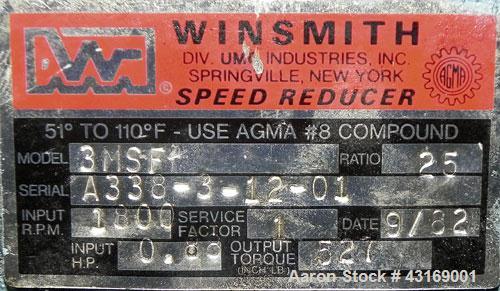 WINSMITH
DIV. UMC INDUSTRIES, INC.
SPRINGVILLE, NEW YORK
AGMA
© SPEED REDUCER
51° TO 110°F - USE AGMA #8 COMPOUND
MODEL 3MSF RATIO 25
SERIAL A338-3-12-01
INPUT R.P.M. 1800 SERVICE FACTOR 1 DATE 9/82
INPUT H.P. OUTPUT TORQUE (INCH LB.) 527
Aaron Stock # 43169001